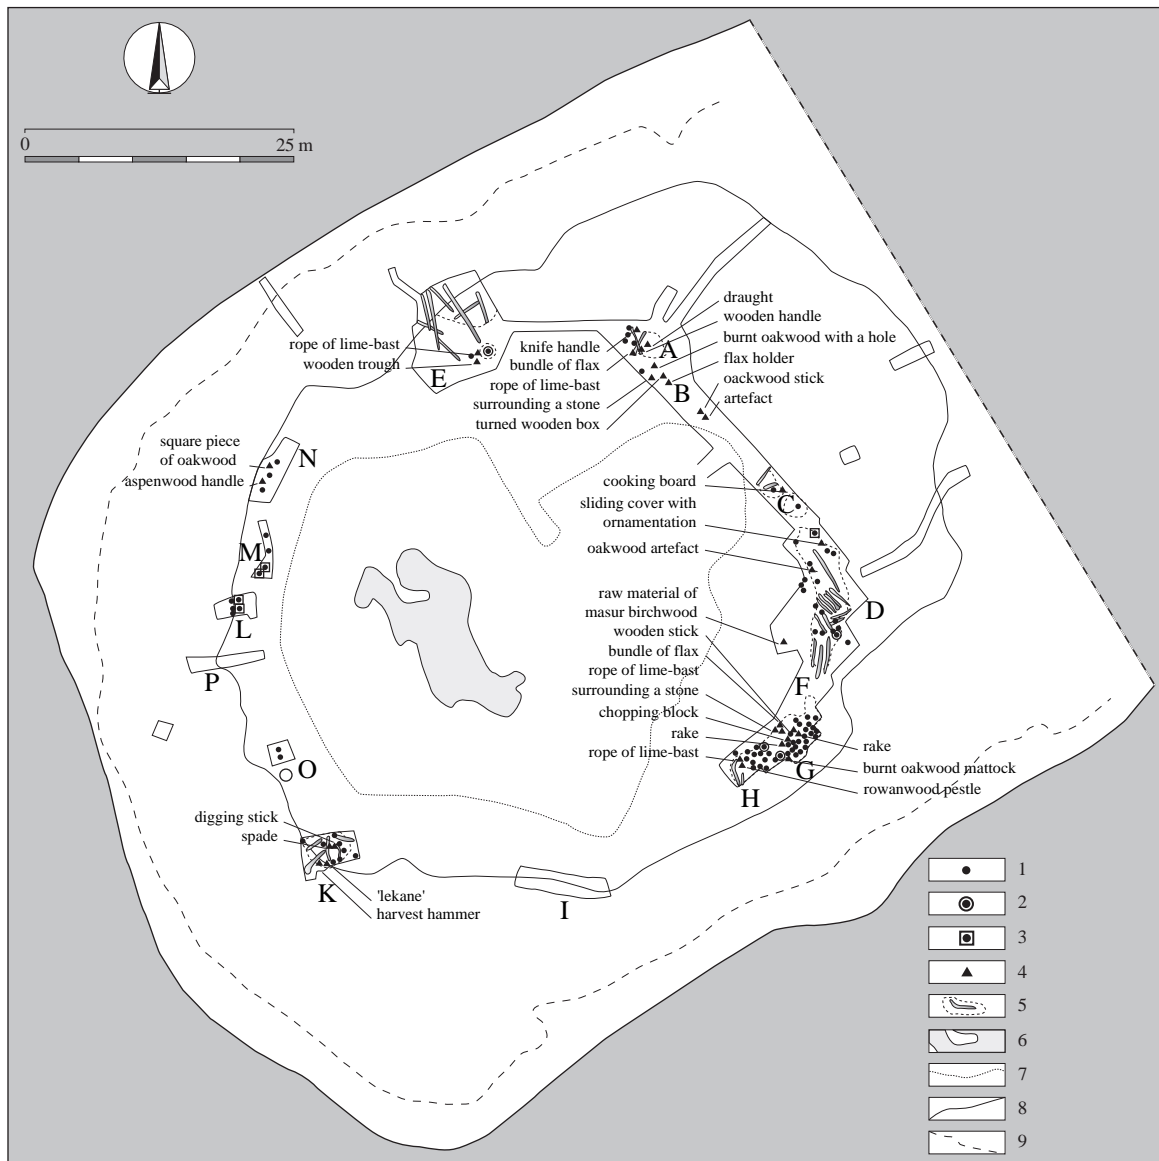 0
25 m
draught
wooden handle
burnt oakwood with a hole
flax holder
oackwood stick
artefact
knife handle
bundle of flax
rope of lime-bast
surrounding a stone
turned wooden box
A
B
rope of lime-bast
wooden trough
E
square piece
of oakwood
aspenwood handle
N
M
L
P
O
cooking board
sliding cover with
ornamentation
oakwood artefact
C
D
raw material of
masur birchwood
wooden stick
bundle of flax
rope of lime-bast
surrounding a stone
chopping block
rake
rope of lime-bast
F
rake
burnt oakwood mattock
rowanwood pestle
G
H
digging stick
spade
K
'lekane'
harvest hammer
I
1
2
3
4
5
6
7
8
9